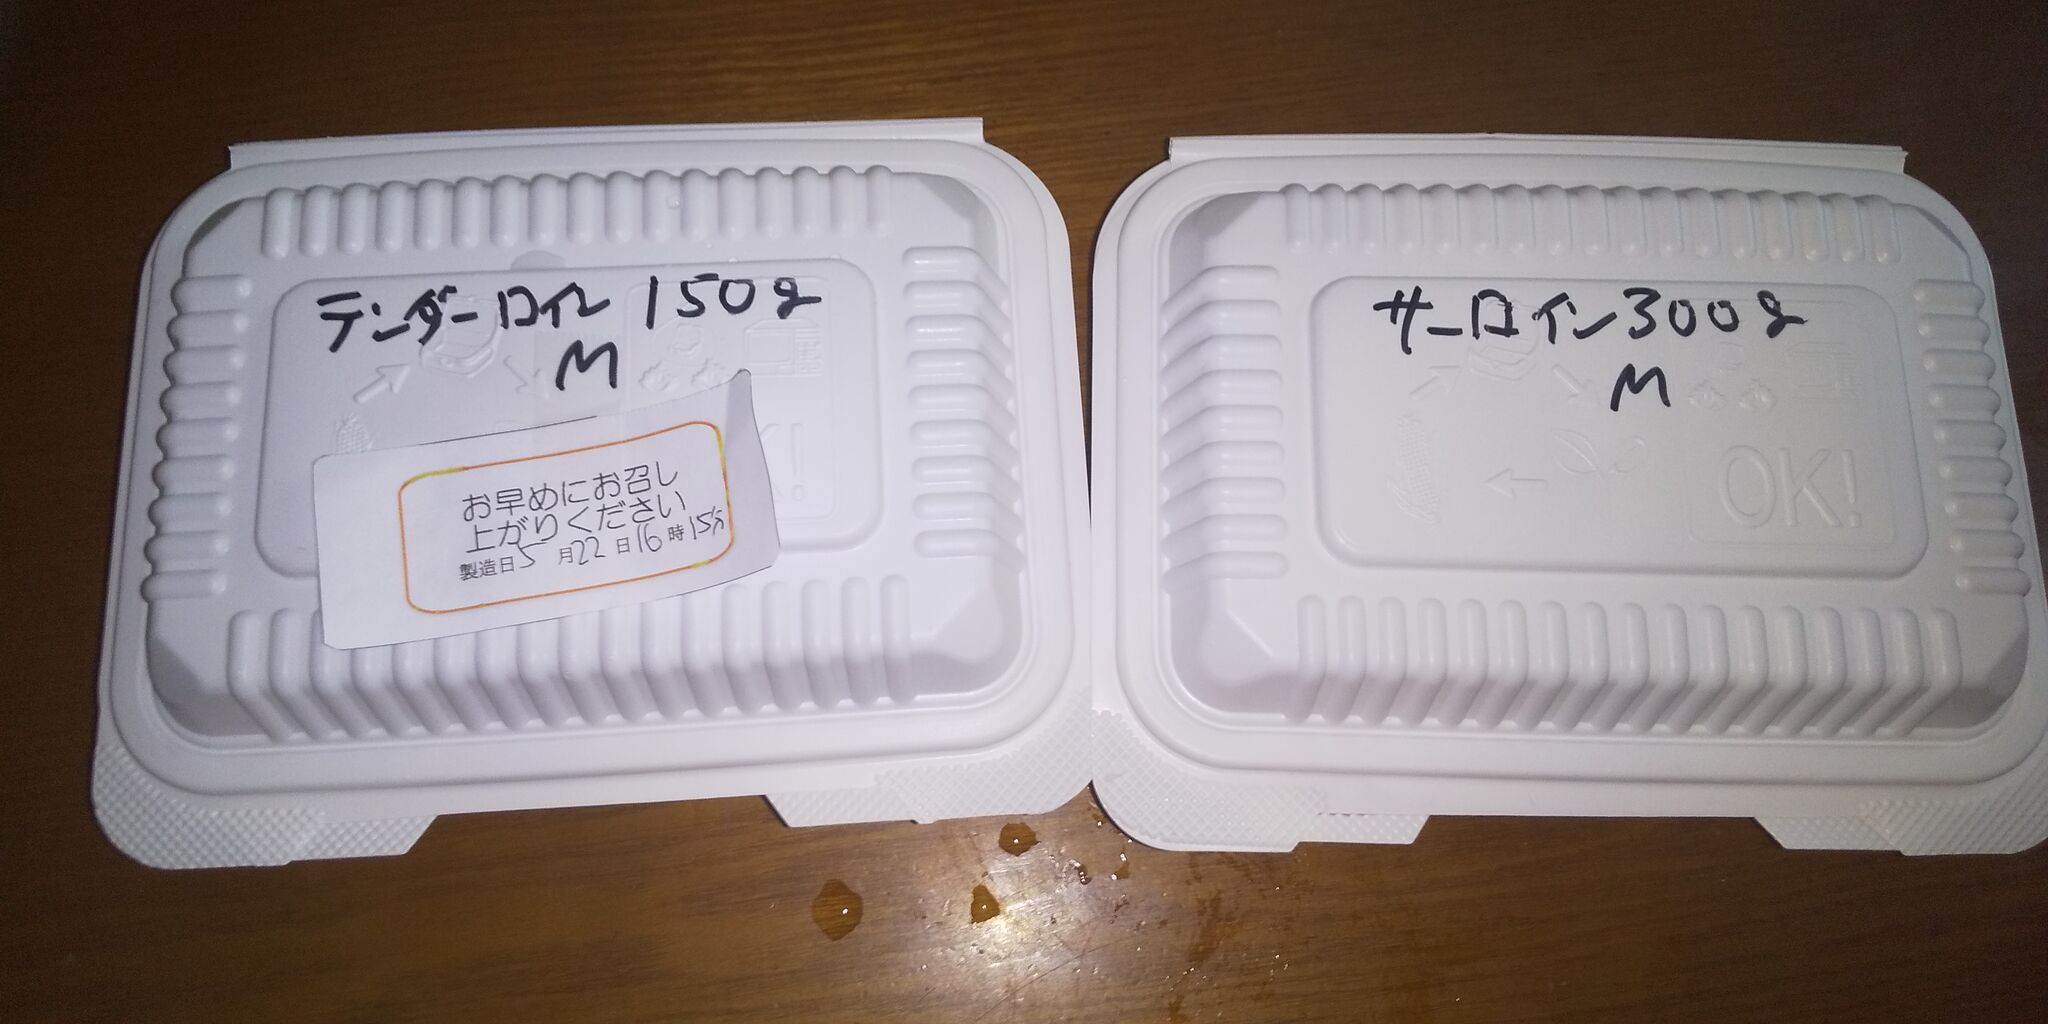 テンダーロイン 150g
M
お早めにお召し
上がりください
製造日5月22日16時15分
サーロイン300g
M
OK!